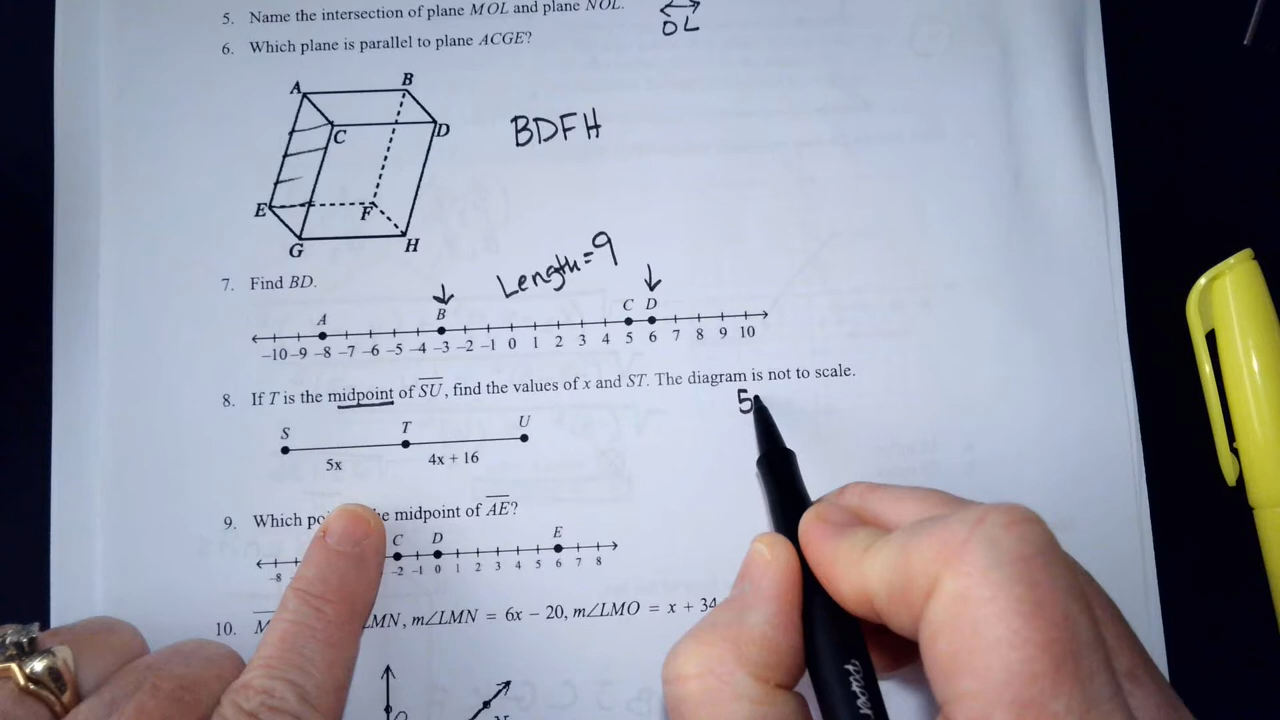 5. Name the intersection of plane MOL and plane NOL.
OL
6. Which plane is parallel to plane ACGE?
A B
C D
BDFH
E F
G H
7. Find BD.
Length=9
A B C D
-10 -9 -8 -7 -6 -5 -4 -3 -2 -1 0 1 2 3 4 5 6 7 8 9 10
8. If T is the midpoint of SU, find the values of x and ST. The diagram is not to scale.
5
S T U
5x 4x + 16
9. Which midpoint of AE?
C D E
-8 -2 -1 0 1 2 3 4 5 6 7 8
10. LMN, m∠LMN = 6x − 20, m∠LMO = x + 34
paper